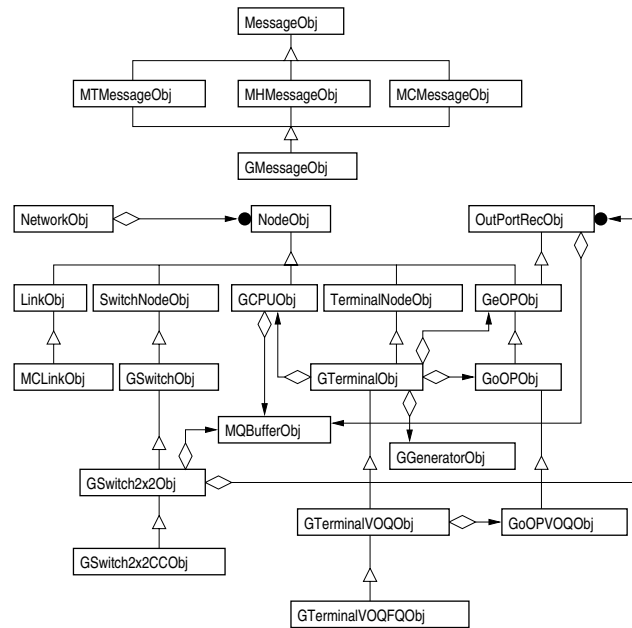 MessageObj
MTMessageObj
MHMessageObj
MCMessageObj
GMessageObj
NetworkObj
NodeObj
OutPortRecObj
LinkObj
SwitchNodeObj
GCPUObj
TerminalNodeObj
GeOPObj
MCLinkObj
GSwitchObj
GTerminalObj
GoOPObj
MQBufferObj
GGeneratorObj
GSwitch2x2Obj
GTerminalVOQObj
GoOPVOQObj
GSwitch2x2CCObj
GTerminalVOQFQObj